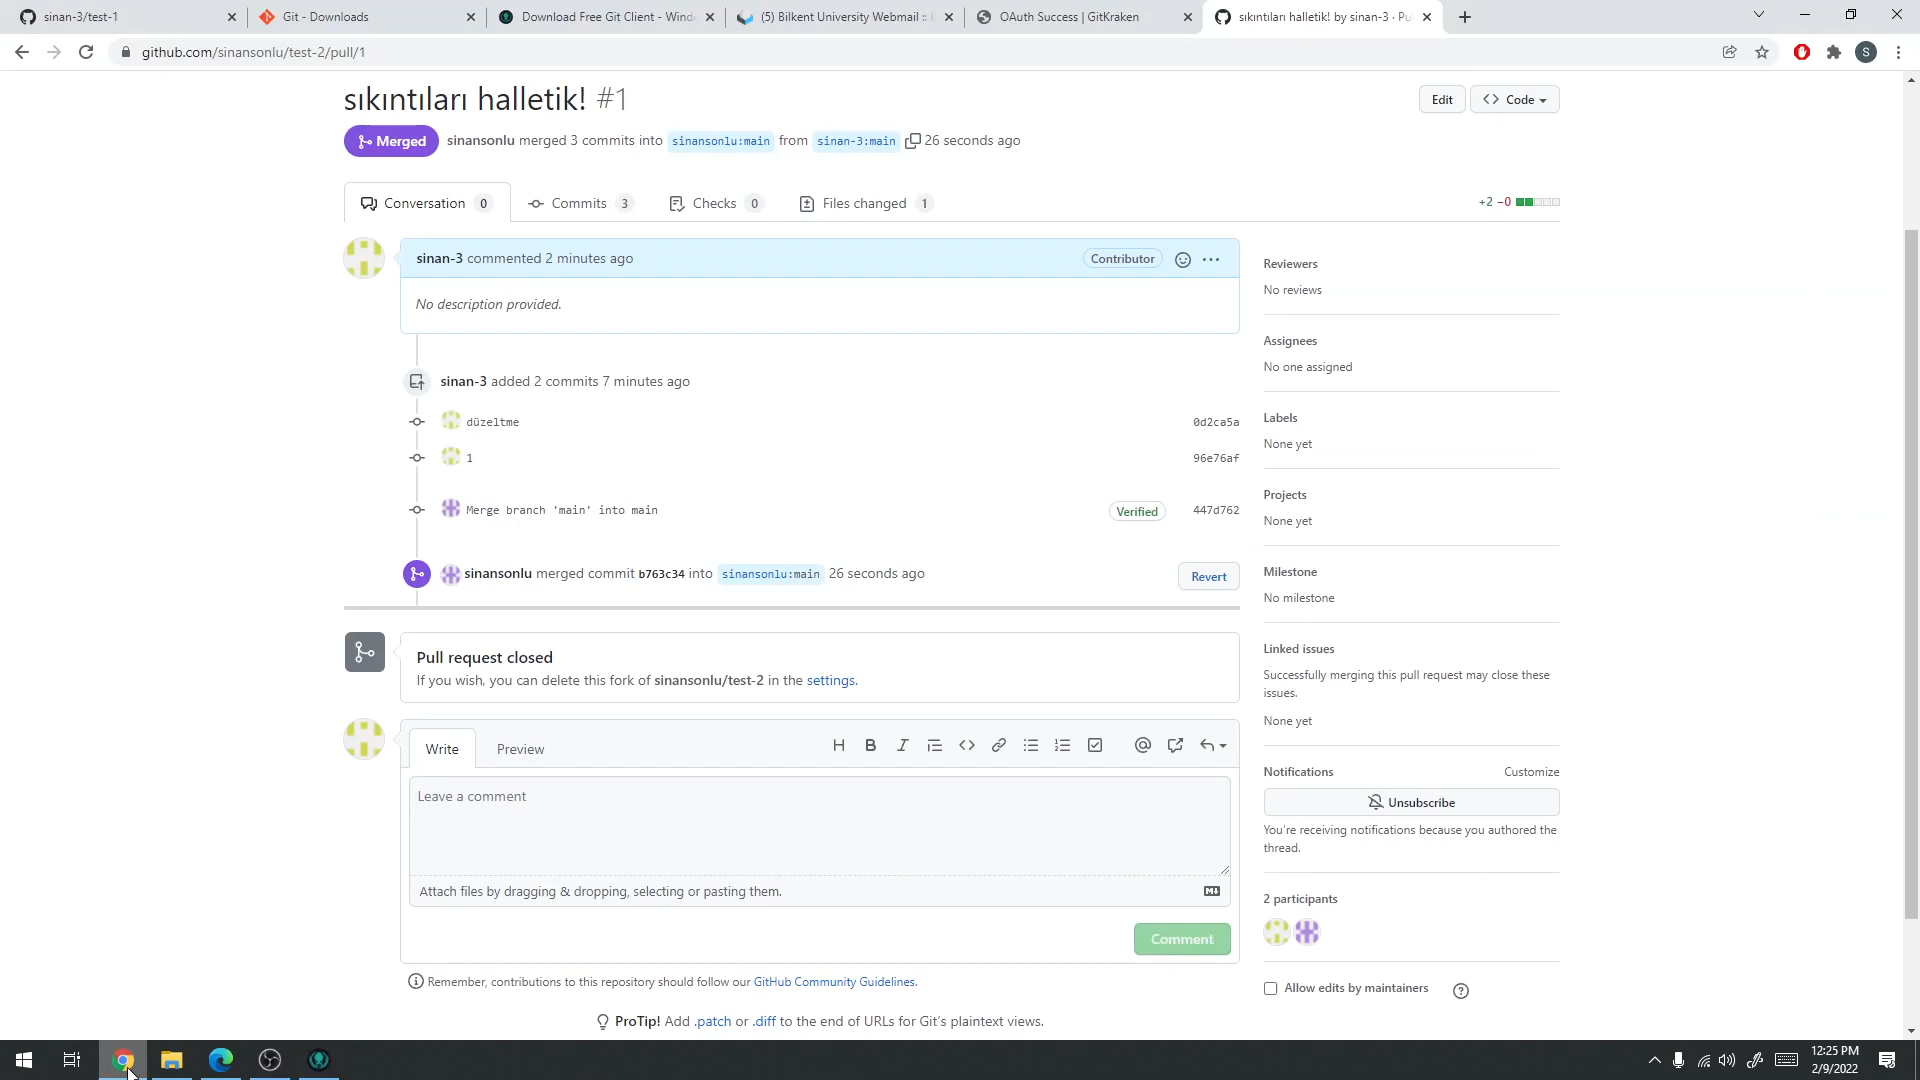 sinan-3/test-1
Git - Downloads
Download Free Git Client - Wind
(5) Bilkent University Webmail ::
OAuth Success | GitKraken
sıkıntıları halletik! by sinan-3 · Pu
github.com/sinansonlu/test-2/pull/1
S
sıkıntıları halletik! #1
Edit
<> Code
Merged
sinansonlu merged 3 commits into sinansonlu:main from sinan-3:main 26 seconds ago
Conversation 0
Commits 3
Checks 0
Files changed 1
+2 −0
sinan-3 commented 2 minutes ago
Contributor
No description provided.
sinan-3 added 2 commits 7 minutes ago
düzeltme
0d2ca5a
1
96e76af
Merge branch 'main' into main
Verified
447d762
sinansonlu merged commit b763c34 into sinansonlu:main 26 seconds ago
Revert
Pull request closed
If you wish, you can delete this fork of sinansonlu/test-2 in the settings.
Write
Preview
H B I
Leave a comment
Attach files by dragging & dropping, selecting or pasting them.
Comment
Remember, contributions to this repository should follow our GitHub Community Guidelines.
ProTip! Add .patch or .diff to the end of URLs for Git's plaintext views.
Reviewers
No reviews
Assignees
No one assigned
Labels
None yet
Projects
None yet
Milestone
No milestone
Linked issues
Successfully merging this pull request may close these
issues.
None yet
Notifications
Customize
Unsubscribe
You're receiving notifications because you authored the
thread.
2 participants
Allow edits by maintainers
12:25 PM
2/9/2022